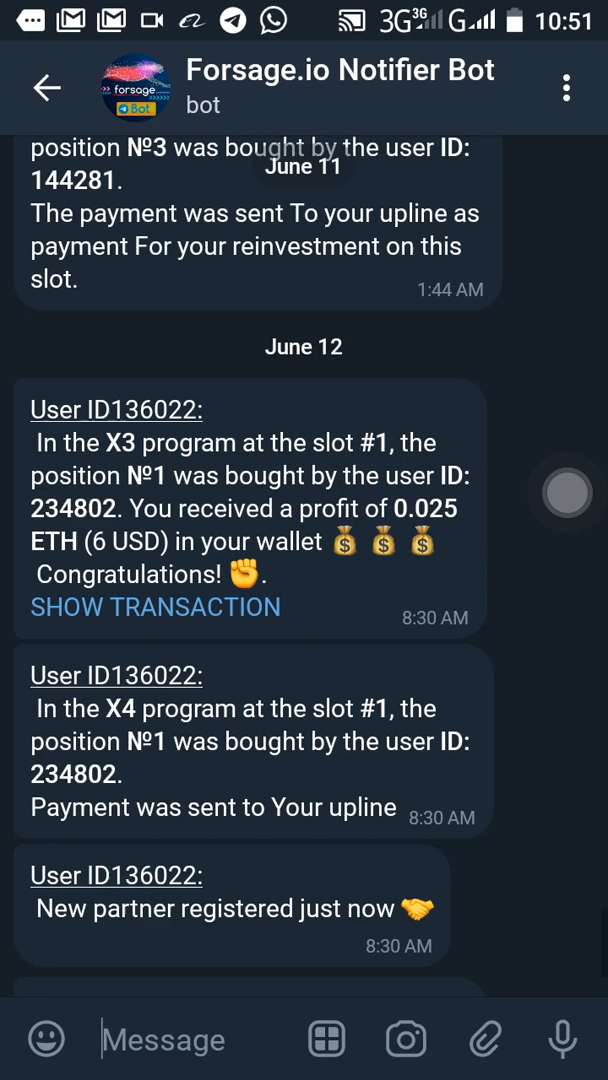 3G 3G G 10:51
Forsage.io Notifier Bot
forsage
Bot
bot
position №3 was bought by the user ID:
June 11
144281.
The payment was sent To your upline as
payment For your reinvestment on this
slot.
1:44 AM
June 12
User ID136022:
In the X3 program at the slot #1, the
position №1 was bought by the user ID:
234802. You received a profit of 0.025
ETH (6 USD) in your wallet 💰 💰 💰
Congratulations! ✊.
SHOW TRANSACTION
8:30 AM
User ID136022:
In the X4 program at the slot #1, the
position №1 was bought by the user ID:
234802.
Payment was sent to Your upline 8:30 AM
User ID136022:
New partner registered just now 🤝
8:30 AM
Message